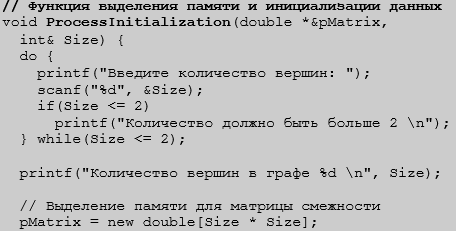 // Функция выделения памяти и инициализации данных
void ProcessInitialization(double *&pMatrix,
  int& Size) {
  do {
    printf("Введите количество вершин: ");
    scanf("%d", &Size);
    if(Size <= 2)
      printf("Количество должно быть больше 2 \n");
  } while(Size <= 2);

  printf("Количество вершин в графе %d \n", Size);

  // Выделение памяти для матрицы смежности
  pMatrix = new double[Size * Size];